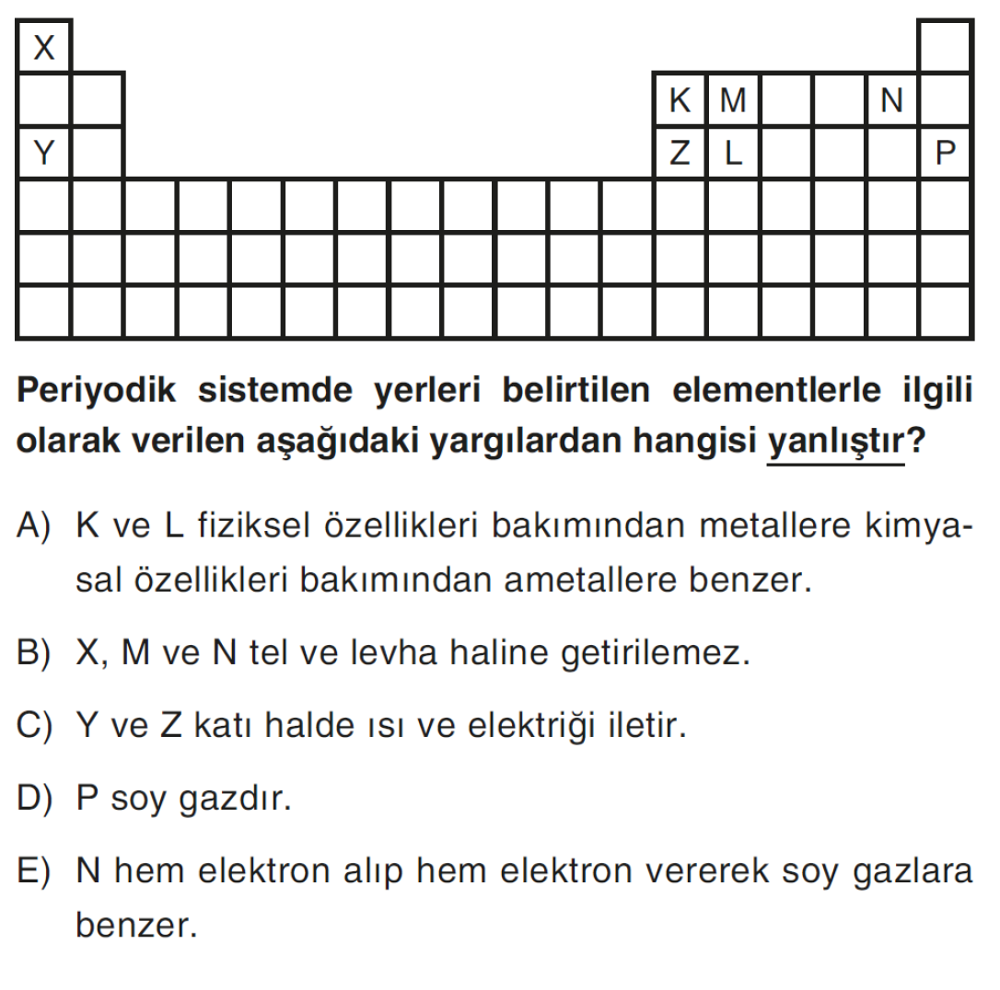 X
K M N
Y Z L P
Periyodik sistemde yerleri belirtilen elementlerle ilgili
olarak verilen aşağıdaki yargılardan hangisi yanlıştır?
A) K ve L fiziksel özellikleri bakımından metallere kimya-
sal özellikleri bakımından ametallere benzer.
B) X, M ve N tel ve levha haline getirilemez.
C) Y ve Z katı halde ısı ve elektriği iletir.
D) P soy gazdır.
E) N hem elektron alıp hem elektron vererek soy gazlara
benzer.